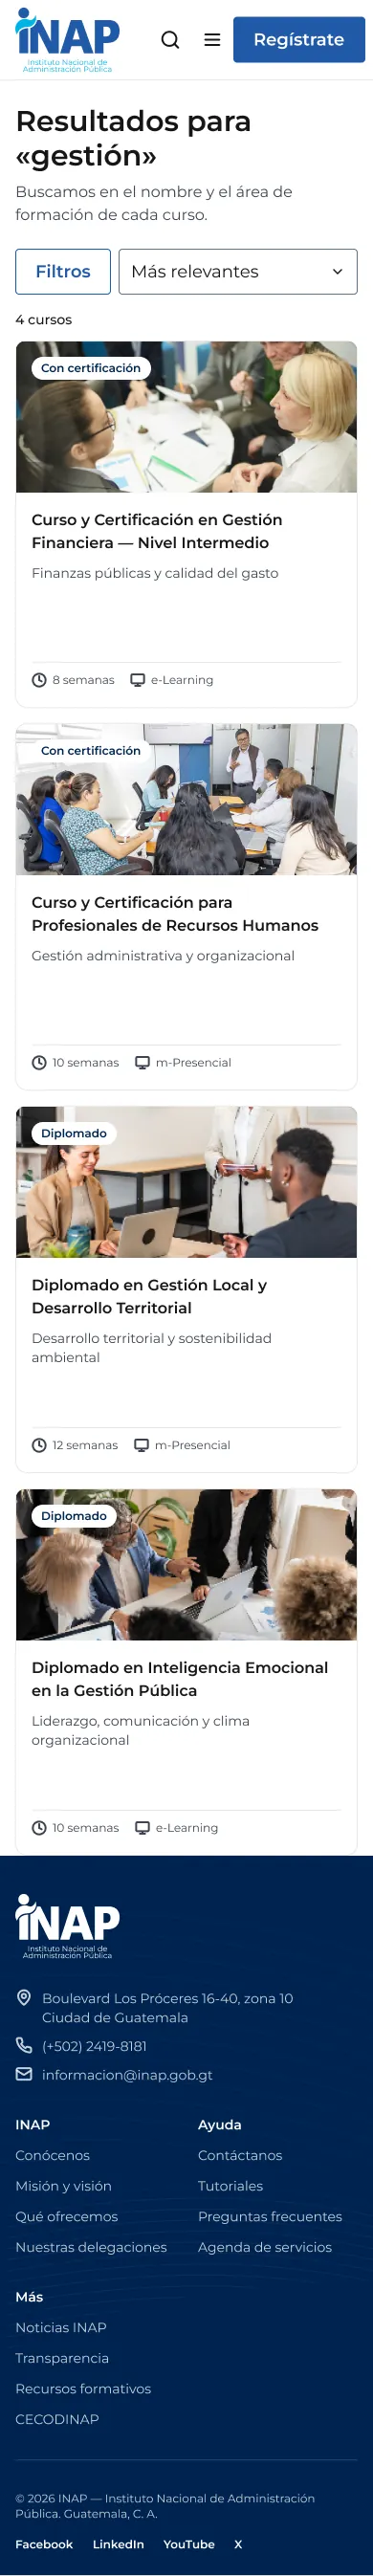 INAP
Instituto Nacional de
Administración Pública
Regístrate
Resultados para
«gestión»
Buscamos en el nombre y el área de
formación de cada curso.
Filtros
Más relevantes
4 cursos
Con certificación
Curso y Certificación en Gestión
Financiera — Nivel Intermedio
Finanzas públicas y calidad del gasto
8 semanas
e-Learning
Con certificación
Curso y Certificación para
Profesionales de Recursos Humanos
Gestión administrativa y organizacional
10 semanas
m-Presencial
Diplomado
Diplomado en Gestión Local y
Desarrollo Territorial
Desarrollo territorial y sostenibilidad
ambiental
12 semanas
m-Presencial
Diplomado
Diplomado en Inteligencia Emocional
en la Gestión Pública
Liderazgo, comunicación y clima
organizacional
10 semanas
e-Learning
INAP
Instituto Nacional de
Administración Pública
Boulevard Los Próceres 16-40, zona 10
Ciudad de Guatemala
(+502) 2419-8181
informacion@inap.gob.gt
INAP
Conócenos
Misión y visión
Qué ofrecemos
Nuestras delegaciones
Ayuda
Contáctanos
Tutoriales
Preguntas frecuentes
Agenda de servicios
Más
Noticias INAP
Transparencia
Recursos formativos
CECODINAP
© 2026 INAP — Instituto Nacional de Administración
Pública. Guatemala, C. A.
Facebook
LinkedIn
YouTube
X